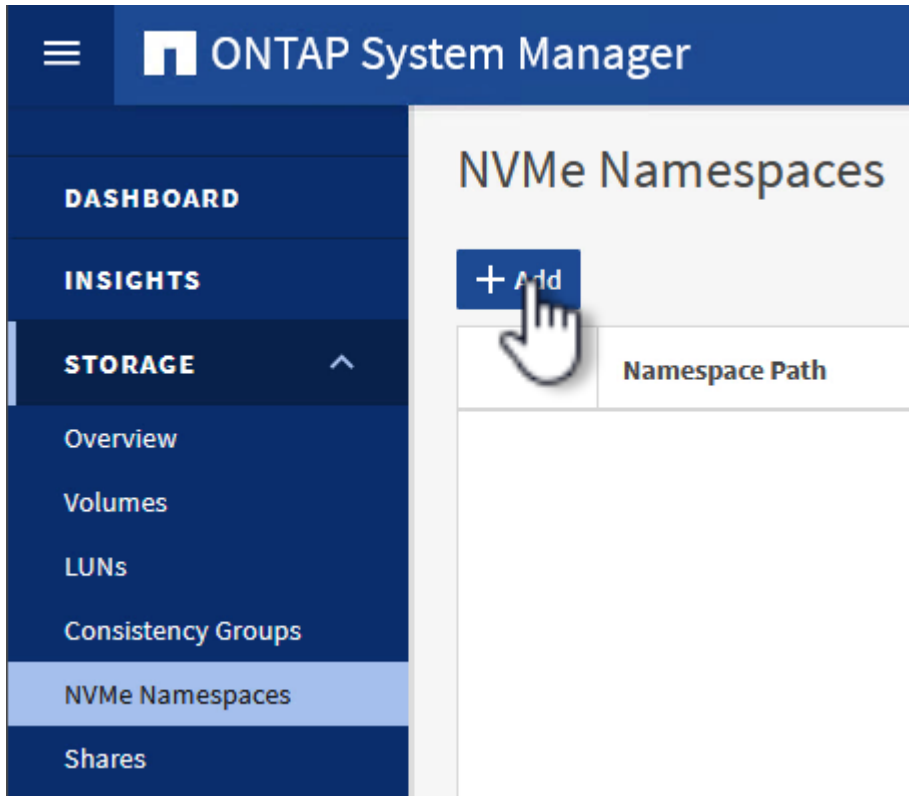 ONTAP System Manager
DASHBOARD
INSIGHTS
STORAGE
Overview
Volumes
LUNs
Consistency Groups
NVMe Namespaces
Shares
NVMe Namespaces
+ Add
Namespace Path